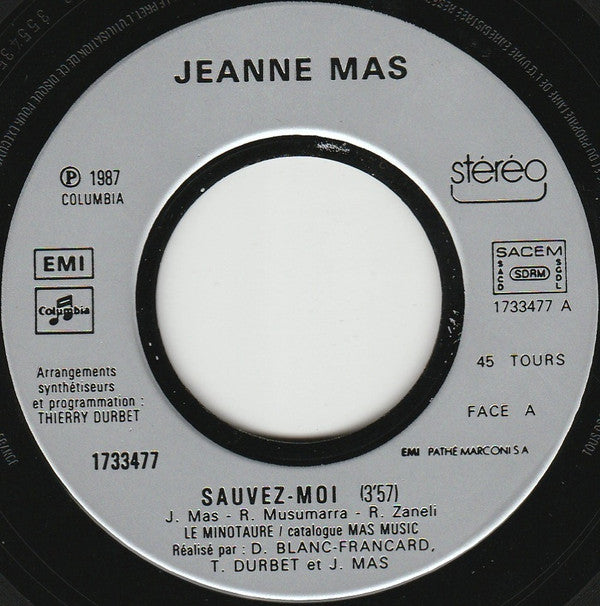 JEANNE MAS
℗ 1987
COLUMBIA
stéréo
EMI
Columbia
SACEM
SACD
SDRM
SCDL
1733477 A
Arrangements
synthétiseurs
et programmation :
THIERRY DURBET
45 TOURS
FACE A
1733477
EMI PATHÉ MARCONI S A
SAUVEZ-MOI (3'57)
J. Mas - R. Musumarra - R. Zaneli
LE MINOTAURE / catalogue MAS MUSIC
Réalisé par : D. BLANC-FRANCARD,
T. DURBET et J. MAS